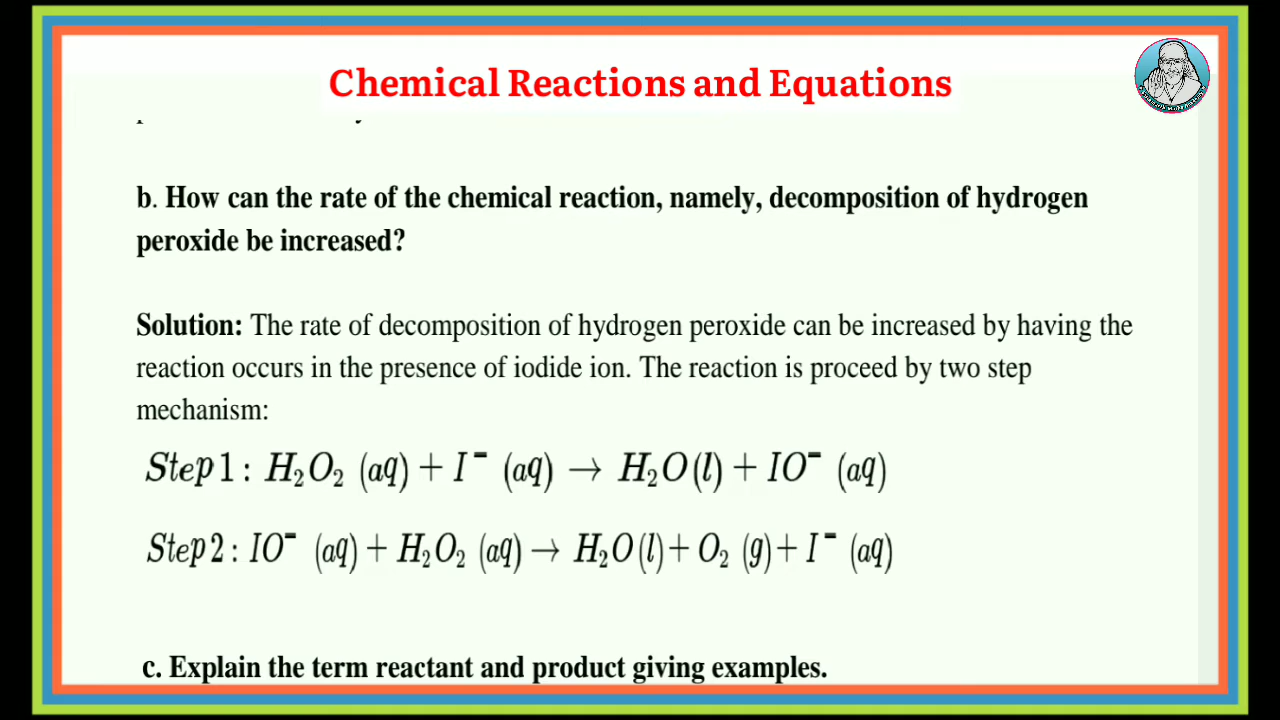 Chemical Reactions and Equations
b. How can the rate of the chemical reaction, namely, decomposition of hydrogen
peroxide be increased?
Solution: The rate of decomposition of hydrogen peroxide can be increased by having the
reaction occurs in the presence of iodide ion. The reaction is proceed by two step
mechanism:
Step 1 : H₂O₂ (aq) + I⁻ (aq) → H₂O (l) + IO⁻ (aq)
Step 2 : IO⁻ (aq) + H₂O₂ (aq) → H₂O (l) + O₂ (g) + I⁻ (aq)
c. Explain the term reactant and product giving examples.